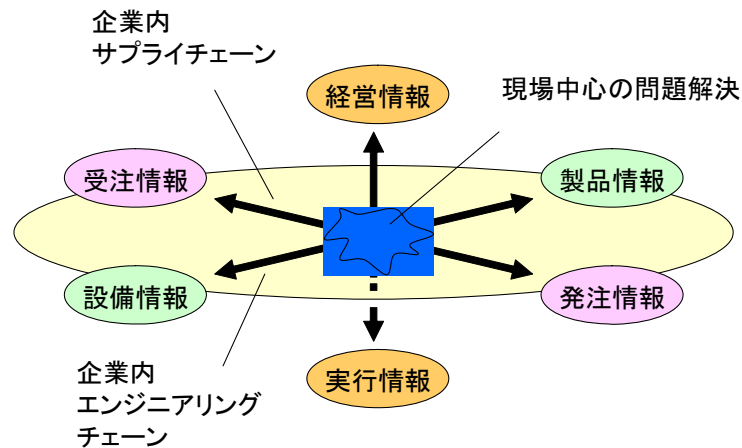 企業内
サプライチェーン
経営情報
現場中心の問題解決
受注情報
製品情報
設備情報
発注情報
企業内
エンジニアリング
チェーン
実行情報